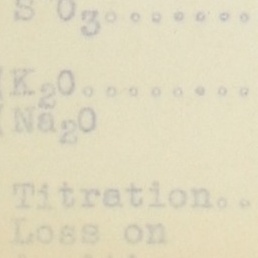 S O3........
K2O........
Na2O
Titration..
Loss on